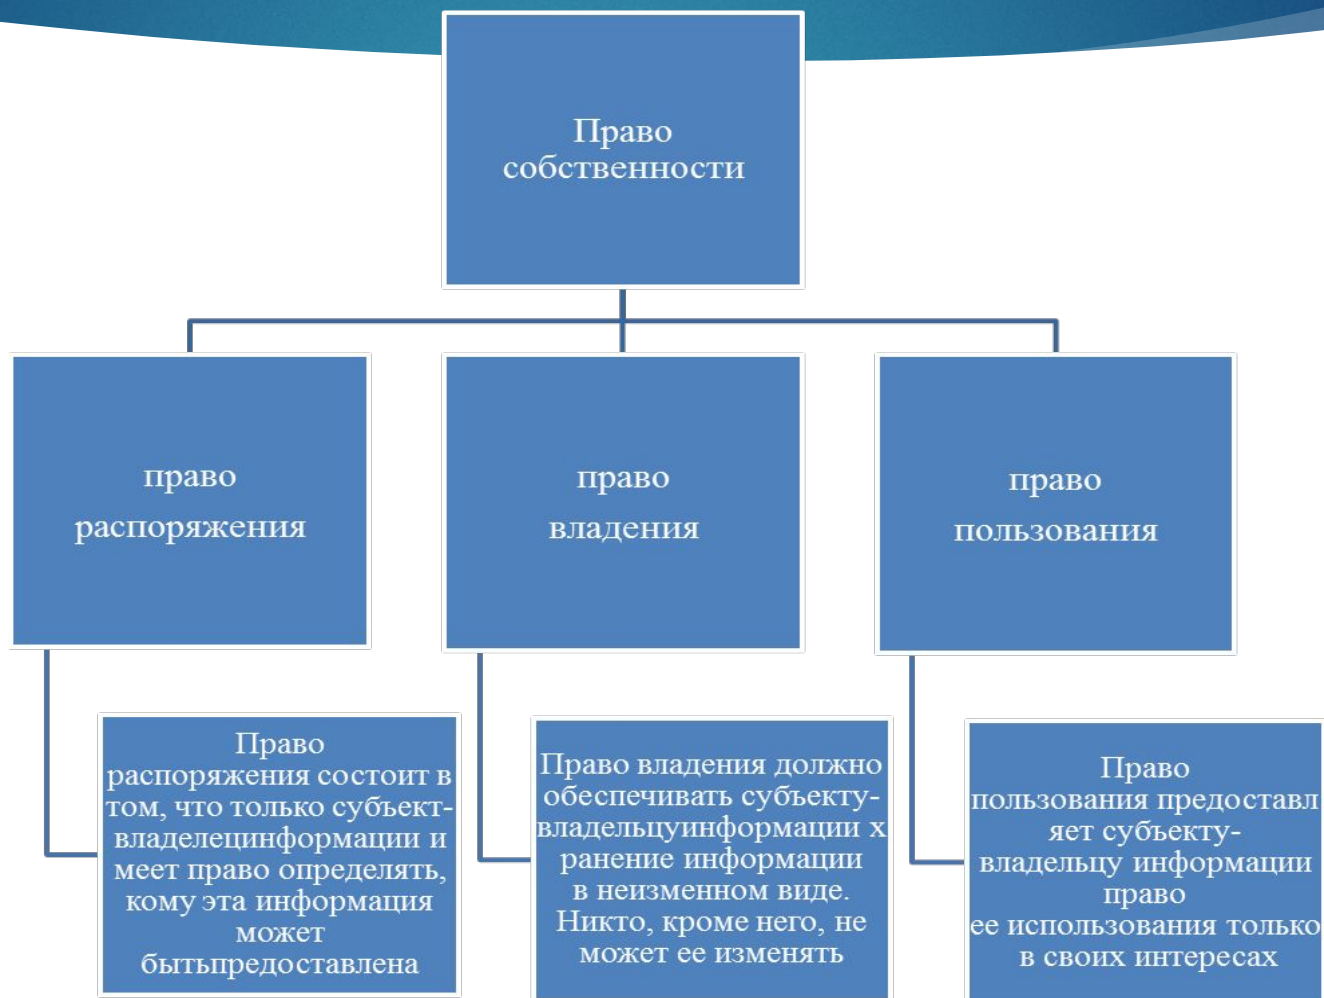 Право
собственности
право
распоряжения
право
владения
право
пользования
Право
распоряжения состоит в
том, что только субъект-
владелецинформации и
меет право определять,
кому эта информация
может
бытьпредоставлена
Право владения должно
обеспечивать субъекту-
владельцуинформации х
ранение информации
в неизменном виде.
Никто, кроме него, не
может ее изменять
Право
пользования предоставл
яет субъекту-
владельцу информации
право
ее использования только
в своих интересах